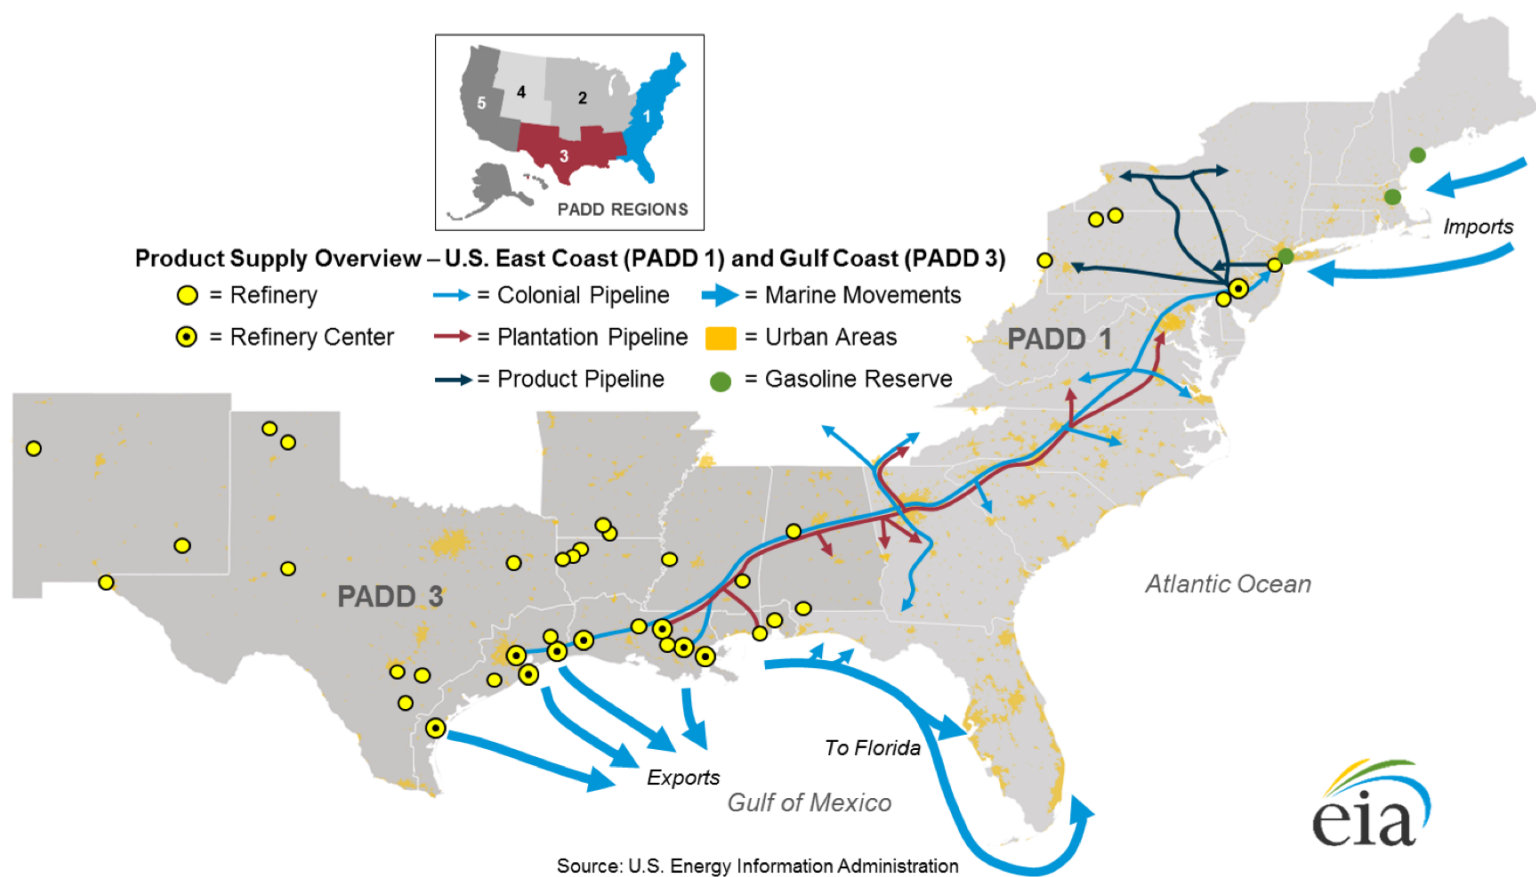 5
4
2
1
3
PADD REGIONS
Product Supply Overview – U.S. East Coast (PADD 1) and Gulf Coast (PADD 3)
= Refinery
= Colonial Pipeline
= Marine Movements
= Refinery Center
= Plantation Pipeline
= Urban Areas
= Product Pipeline
= Gasoline Reserve
Imports
PADD 1
PADD 3
Atlantic Ocean
To Florida
Exports
Gulf of Mexico
eia
Source: U.S. Energy Information Administration